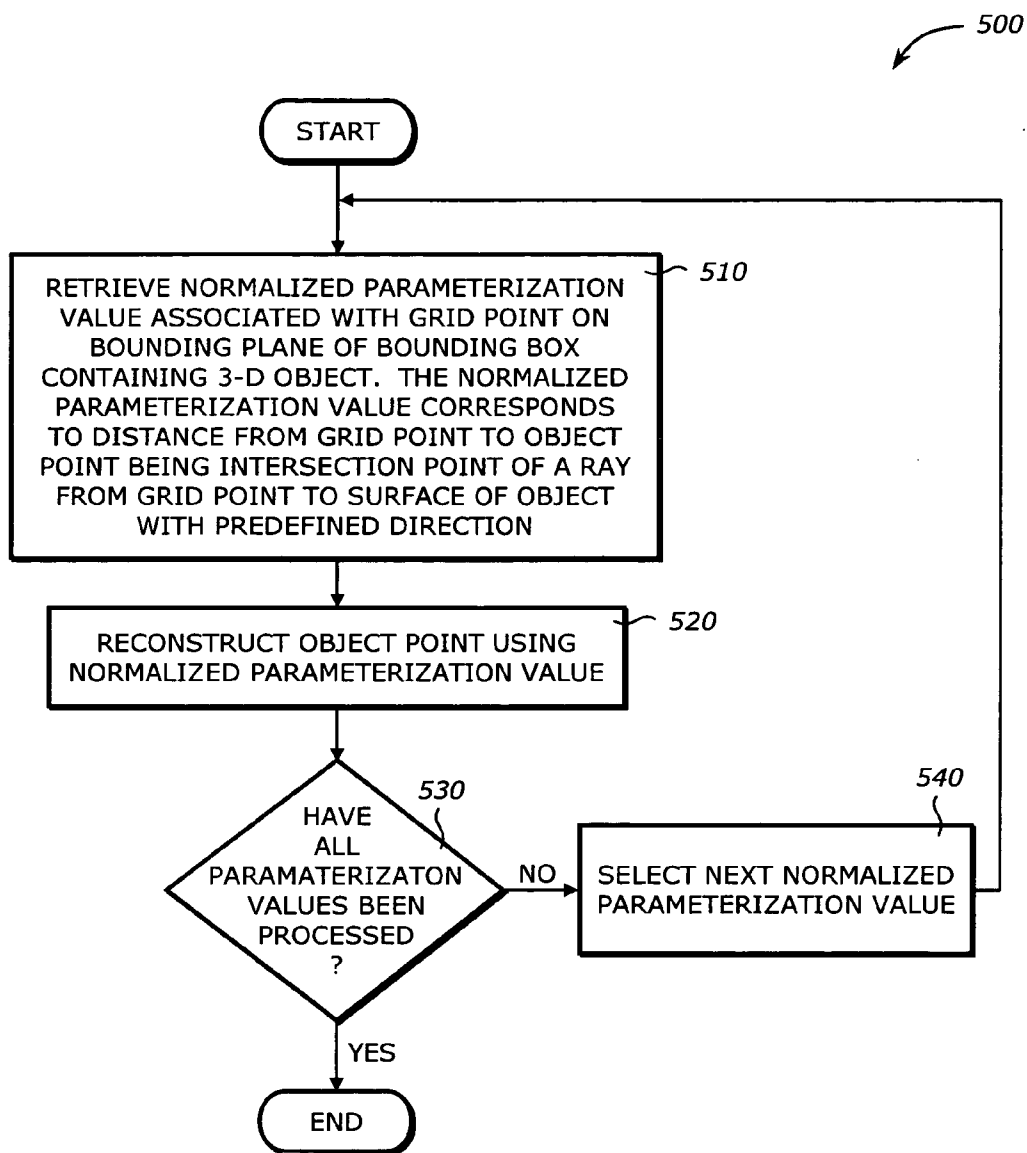 500
START
510
RETRIEVE NORMALIZED PARAMETERIZATION
VALUE ASSOCIATED WITH GRID POINT ON
BOUNDING PLANE OF BOUNDING BOX
CONTAINING 3-D OBJECT. THE NORMALIZED
PARAMETERIZATION VALUE CORRESPONDS
TO DISTANCE FROM GRID POINT TO OBJECT
POINT BEING INTERSECTION POINT OF A RAY
FROM GRID POINT TO SURFACE OF OBJECT
WITH PREDEFINED DIRECTION
520
RECONSTRUCT OBJECT POINT USING
NORMALIZED PARAMETERIZATION VALUE
530
HAVE
ALL
PARAMATERIZATON
VALUES BEEN
PROCESSED
?
NO
540
SELECT NEXT NORMALIZED
PARAMETERIZATION VALUE
YES
END